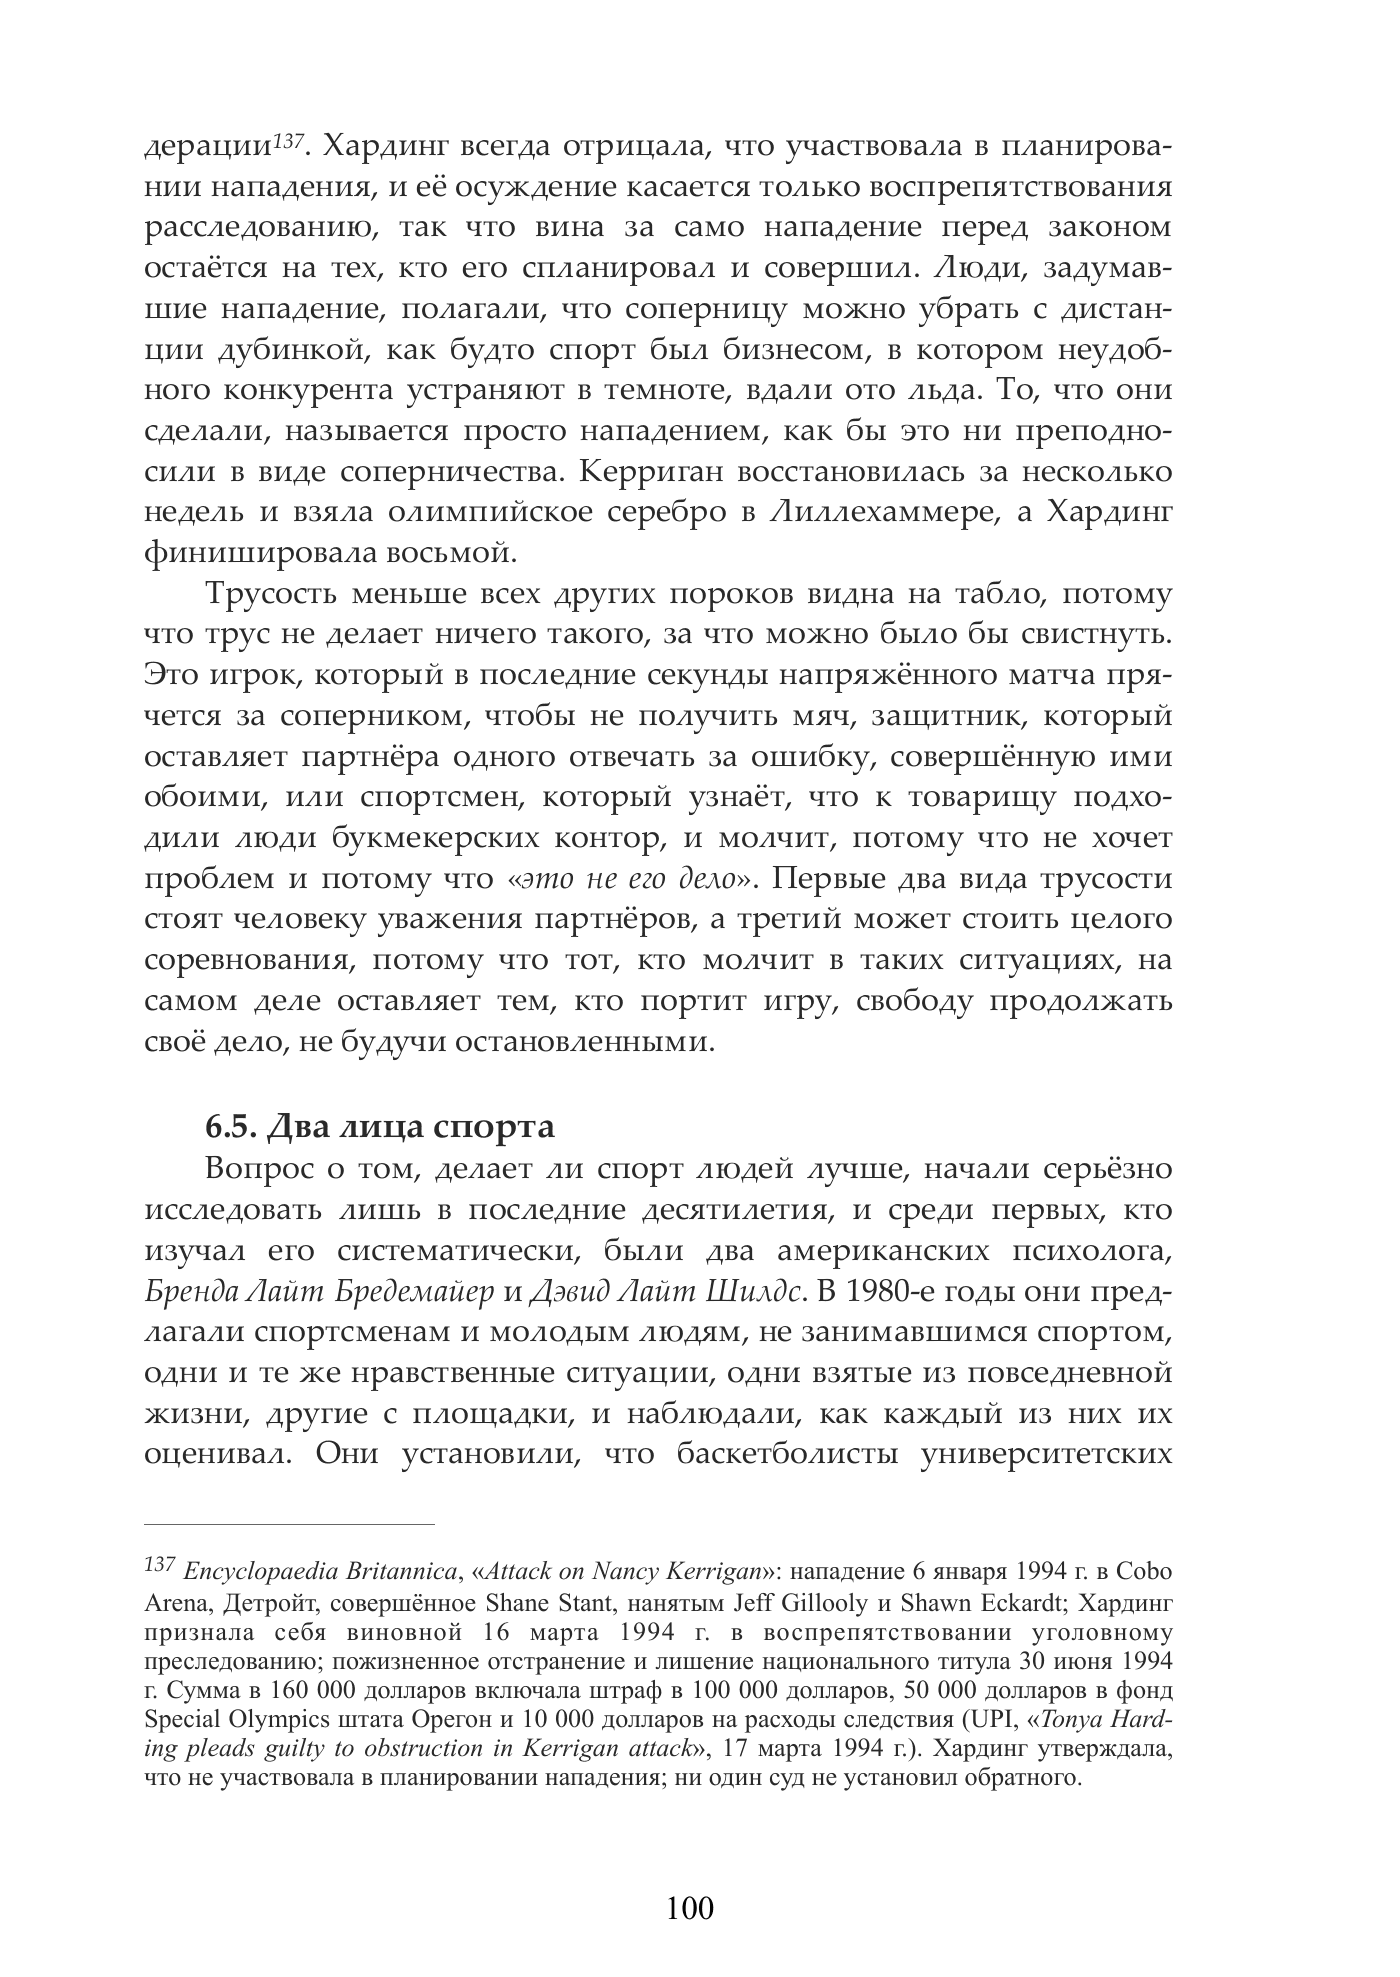 дерации137. Хардинг всегда отрицала, что участвовала в планирова-
нии нападения, и её осуждение касается только воспрепятствования
расследованию, так что вина за само нападение перед законом
остаётся на тех, кто его спланировал и совершил. Люди, задумав-
шие нападение, полагали, что соперницу можно убрать с дистан-
ции дубинкой, как будто спорт был бизнесом, в котором неудоб-
ного конкурента устраняют в темноте, вдали ото льда. То, что они
сделали, называется просто нападением, как бы это ни преподно-
сили в виде соперничества. Керриган восстановилась за несколько
недель и взяла олимпийское серебро в Лиллехаммере, а Хардинг
финишировала восьмой.
Трусость меньше всех других пороков видна на табло, потому
что трус не делает ничего такого, за что можно было бы свистнуть.
Это игрок, который в последние секунды напряжённого матча пря-
чется за соперником, чтобы не получить мяч, защитник, который
оставляет партнёра одного отвечать за ошибку, совершённую ими
обоими, или спортсмен, который узнаёт, что к товарищу подхо-
дили люди букмекерских контор, и молчит, потому что не хочет
проблем и потому что «это не его дело». Первые два вида трусости
стоят человеку уважения партнёров, а третий может стоить целого
соревнования, потому что тот, кто молчит в таких ситуациях, на
самом деле оставляет тем, кто портит игру, свободу продолжать
своё дело, не будучи остановленными.
6.5. Два лица спорта
Вопрос о том, делает ли спорт людей лучше, начали серьёзно
исследовать лишь в последние десятилетия, и среди первых, кто
изучал его систематически, были два американских психолога,
Бренда Лайт Бредемайер и Дэвид Лайт Шилдс. В 1980-е годы они пред-
лагали спортсменам и молодым людям, не занимавшимся спортом,
одни и те же нравственные ситуации, одни взятые из повседневной
жизни, другие с площадки, и наблюдали, как каждый из них их
оценивал. Они установили, что баскетболисты университетских
137 Encyclopaedia Britannica, «Attack on Nancy Kerrigan»: нападение 6 января 1994 г. в Cobo
Arena, Детройт, совершённое Shane Stant, нанятым Jeff Gillooly и Shawn Eckardt; Хардинг
признала себя виновной 16 марта 1994 г. в воспрепятствовании уголовному
преследованию; пожизненное отстранение и лишение национального титула 30 июня 1994
г. Сумма в 160 000 долларов включала штраф в 100 000 долларов, 50 000 долларов в фонд
Special Olympics штата Орегон и 10 000 долларов на расходы следствия (UPI, «Tonya Hard-
ing pleads guilty to obstruction in Kerrigan attack», 17 марта 1994 г.). Хардинг утверждала,
что не участвовала в планировании нападения; ни один суд не установил обратного.
100